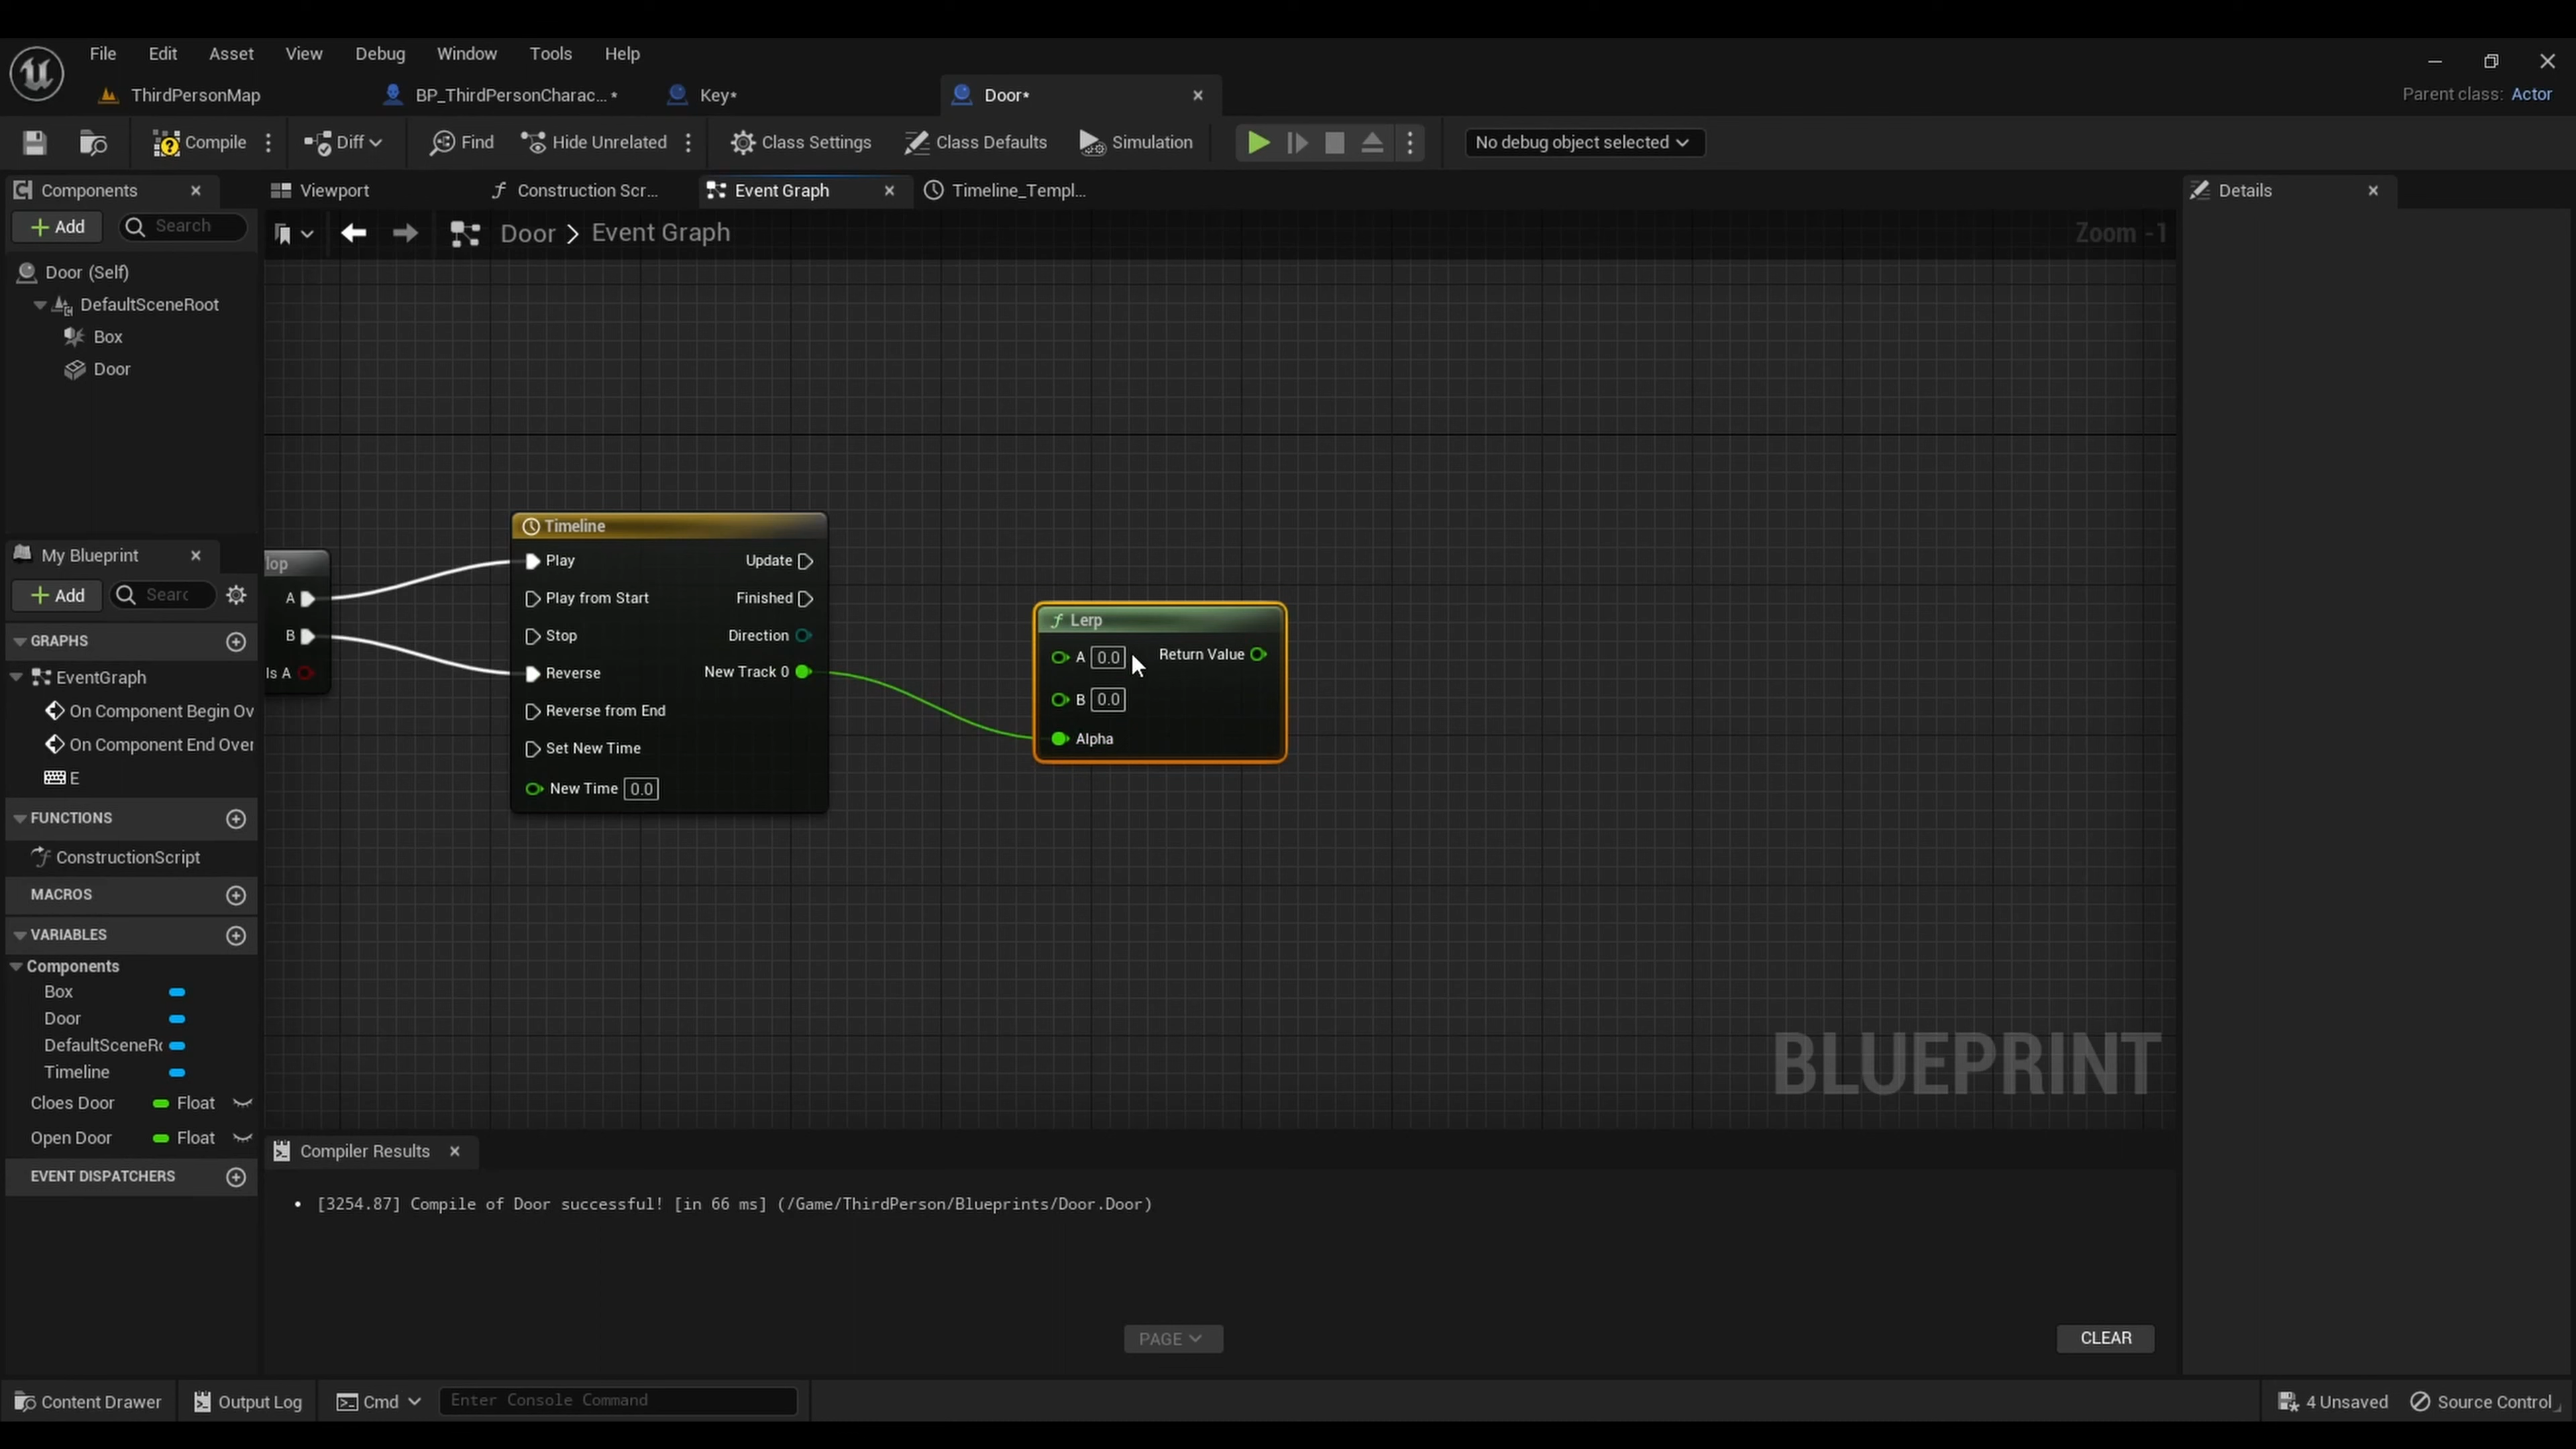 File Edit Asset View Debug Window Tools Help
ThirdPersonMap BP_ThirdPersonCharac...* Key* Door*
Parent class: Actor
Compile Diff Find Hide Unrelated Class Settings Class Defaults Simulation No debug object selected
Components Viewport Construction Scr... Event Graph Timeline_Templ... Details
Add Search
Door > Event Graph
Zoom -1
Door (Self)
DefaultSceneRoot
Box
Door
My Blueprint
Add Searc
GRAPHS
EventGraph
On Component Begin Ov
On Component End Over
E
FUNCTIONS
ConstructionScript
MACROS
VARIABLES
Components
Box
Door
DefaultSceneRo
Timeline
Cloes Door Float
Open Door Float
EVENT DISPATCHERS
lop
A
B
Is A
Timeline
Play Update
Play from Start Finished
Stop Direction
Reverse New Track 0
Reverse from End
Set New Time
New Time 0.0
Lerp
A 0.0 Return Value
B 0.0
Alpha
BLUEPRINT
Compiler Results
• [3254.87] Compile of Door successful! [in 66 ms] (/Game/ThirdPerson/Blueprints/Door.Door)
PAGE
CLEAR
Content Drawer Output Log Cmd Enter Console Command 4 Unsaved Source Control